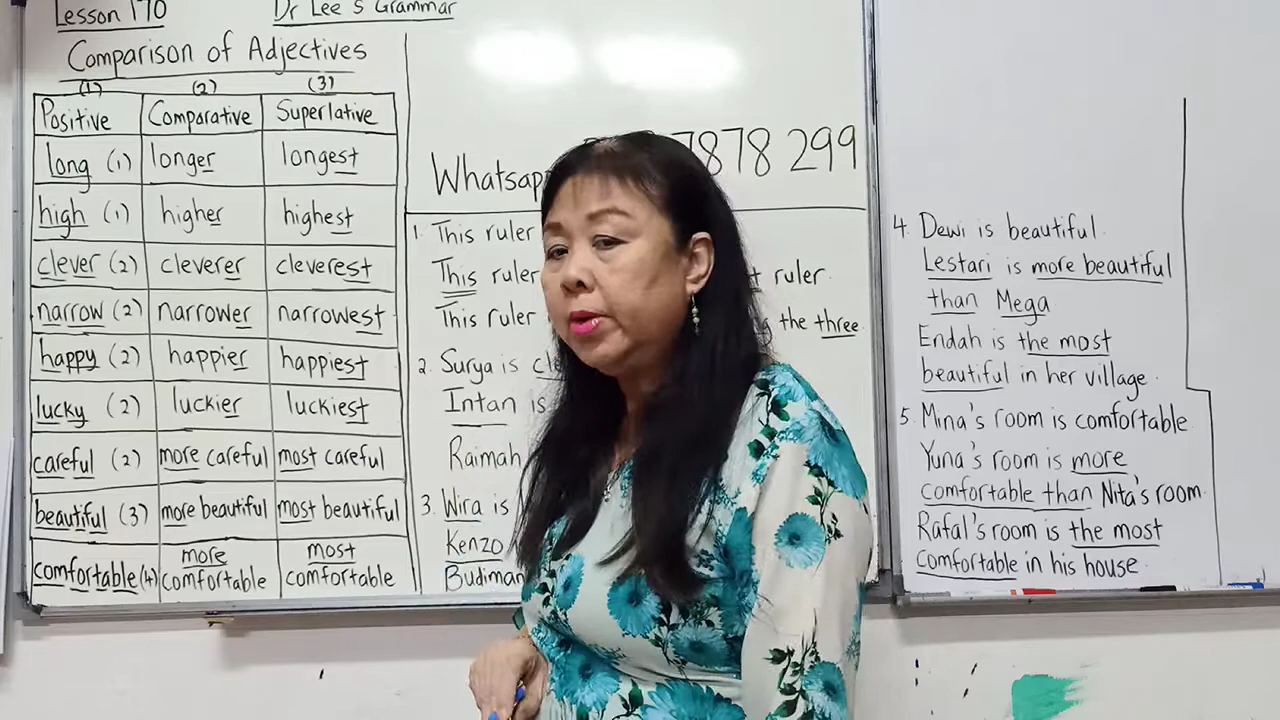 Lesson 170
Dr Lee's Grammar
Comparison of Adjectives
(1) (2) (3)
Positive Comparative Superlative
long (1) longer longest
high (1) higher highest
clever (2) cleverer cleverest
narrow (2) narrower narrowest
happy (2) happier happiest
lucky (2) luckier luckiest
careful (2) more careful most careful
beautiful (3) more beautiful most beautiful
comfortable (4) more comfortable most comfortable
Whatsapp 7878 299
1. This ruler
This ruler ruler.
This ruler the three
2. Surya is
Intan is
Raimah
3. Wira is
Kenzo
Budiman
4. Dewi is beautiful.
Lestari is more beautiful
than Mega
Endah is the most
beautiful in her village.
5. Mina's room is comfortable
Yuna's room is more
comfortable than Nita's room.
Rafal's room is the most
comfortable in his house.